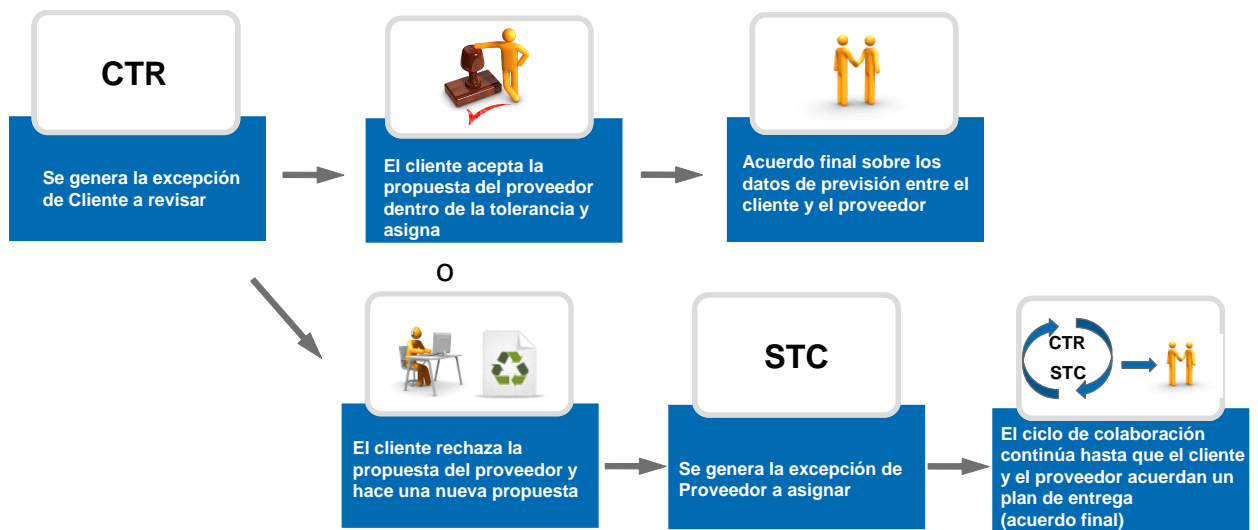 CTR
Se genera la excepción
de Cliente a revisar
El cliente acepta la
propuesta del proveedor
dentro de la tolerancia y
asigna
Acuerdo final sobre los
datos de previsión entre el
cliente y el proveedor
O
El cliente rechaza la
propuesta del proveedor y
hace una nueva propuesta
STC
Se genera la excepción de
Proveedor a asignar
CTR
STC
El ciclo de colaboración
continúa hasta que el cliente
y el proveedor acuerdan un
plan de entrega
(acuerdo final)